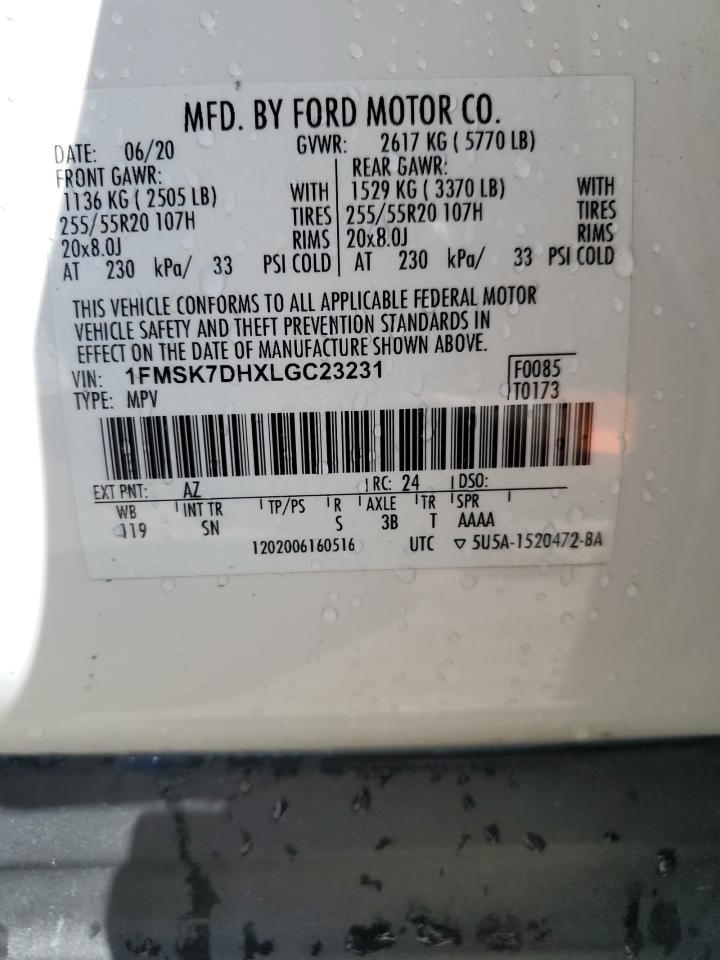 MFD. BY FORD MOTOR CO.
DATE: 06/20 GVWR: 2617 KG ( 5770 LB)
FRONT GAWR: REAR GAWR:
1136 KG ( 2505 LB) WITH 1529 KG ( 3370 LB) WITH
255/55R20 107H TIRES 255/55R20 107H TIRES
20x8.0J RIMS 20x8.0J RIMS
AT 230 kPa/ 33 PSI COLD AT 230 kPa/ 33 PSI COLD
THIS VEHICLE CONFORMS TO ALL APPLICABLE FEDERAL MOTOR
VEHICLE SAFETY AND THEFT PREVENTION STANDARDS IN
EFFECT ON THE DATE OF MANUFACTURE SHOWN ABOVE.
VIN: 1FMSK7DHXLGC23231 F0085
TYPE: MPV T0173
EXT PNT: AZ RC: 24 DSO:
WB INT TR TP/PS R AXLE TR SPR
119 SN S 3B T AAAA
1202006160516 UTC ▽ 5U5A-1520472-BA